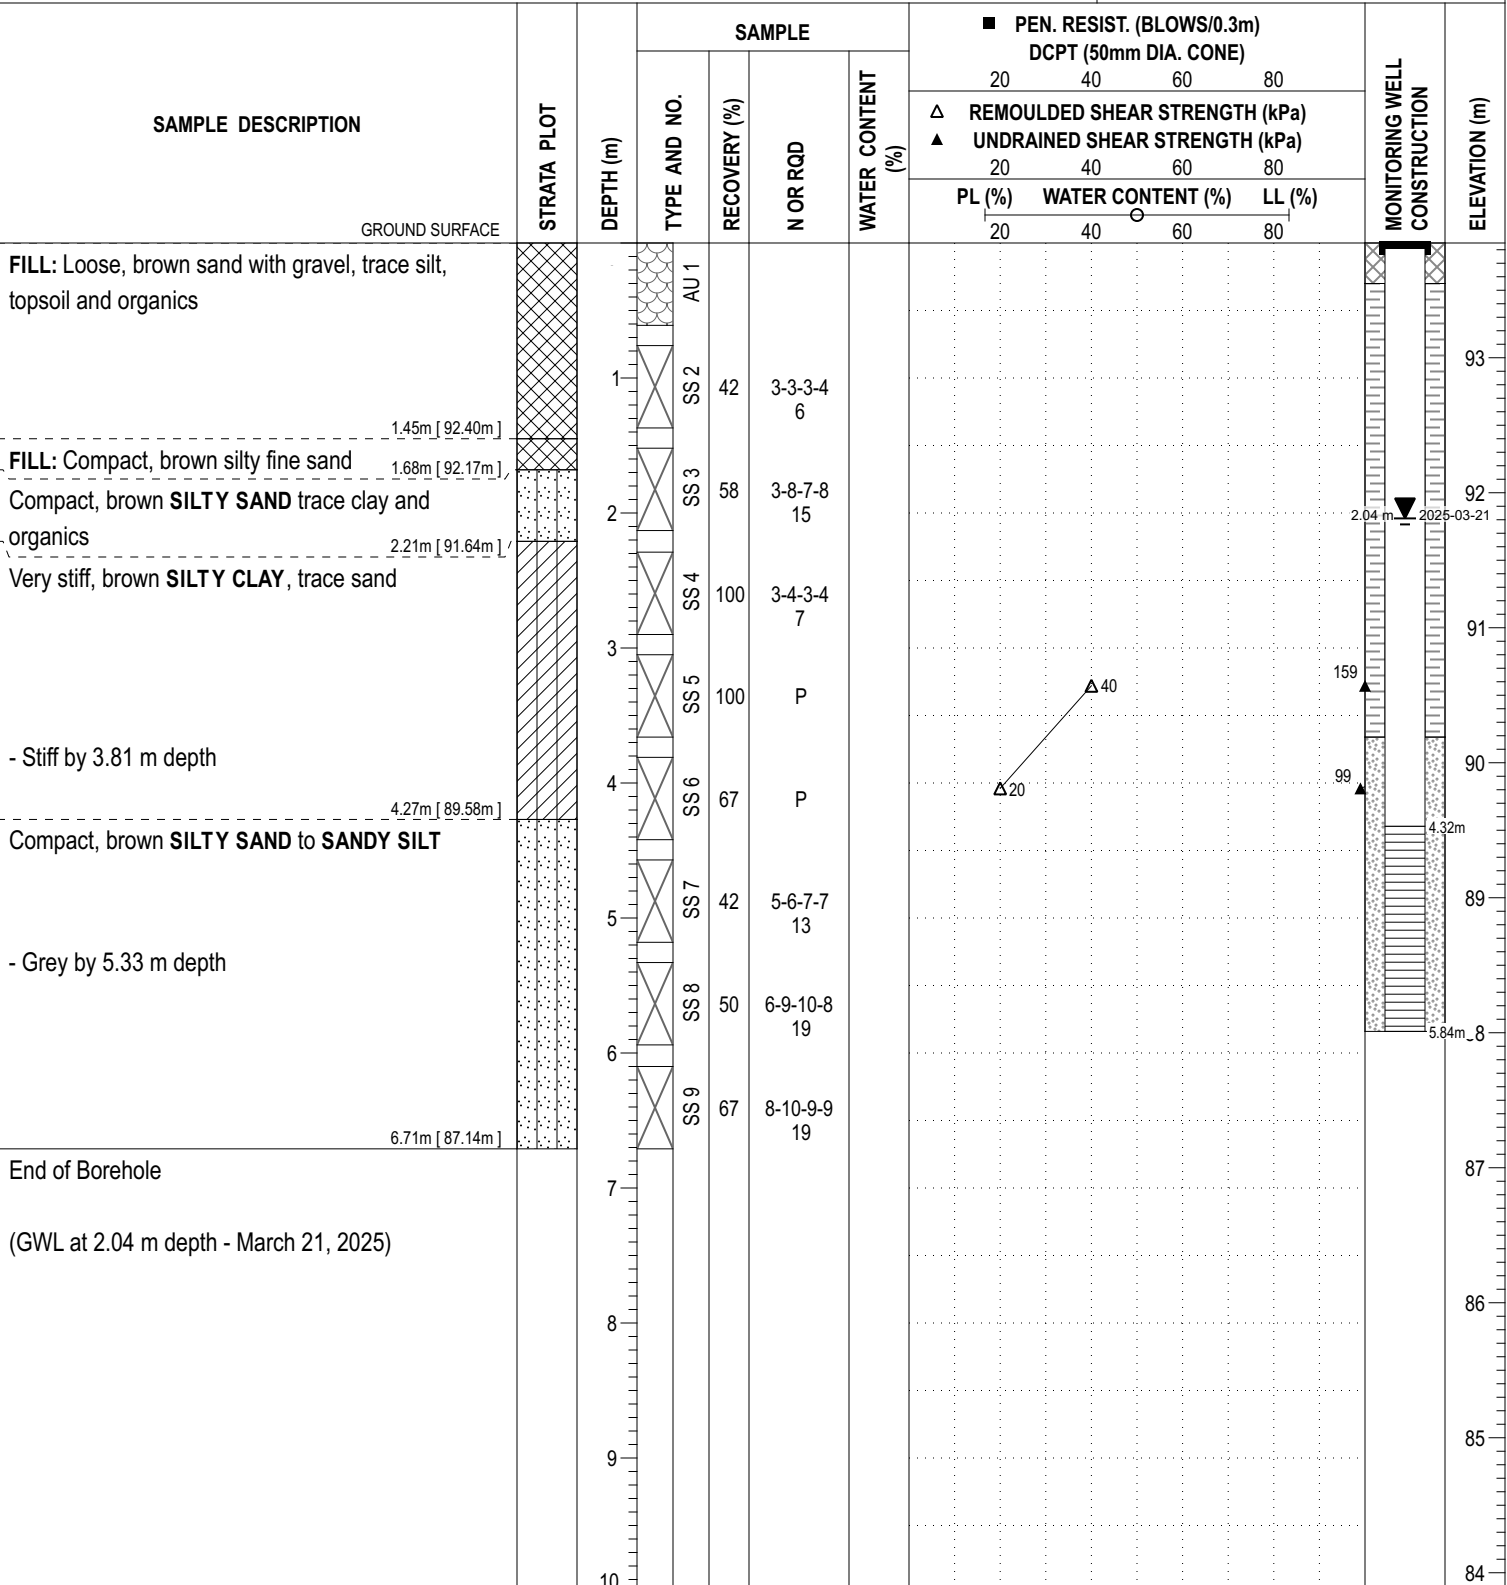 SAMPLE DESCRIPTION
GROUND SURFACE
STRATA PLOT
DEPTH (m)
SAMPLE
TYPE AND NO.
RECOVERY (%)
N OR RQD
WATER CONTENT (%)
■ PEN. RESIST. (BLOWS/0.3m)
DCPT (50mm DIA. CONE)
20 40 60 80
△ REMOULDED SHEAR STRENGTH (kPa)
▲ UNDRAINED SHEAR STRENGTH (kPa)
20 40 60 80
PL (%) WATER CONTENT (%) LL (%)
20 40 60 80
MONITORING WELL
CONSTRUCTION
ELEVATION (m)
FILL: Loose, brown sand with gravel, trace silt,
topsoil and organics
AU 1
93
1
SS 2 42 3-3-3-4
6
1.45m [ 92.40m ]
FILL: Compact, brown silty fine sand
1.68m [ 92.17m ]
Compact, brown SILTY SAND trace clay and
organics
2.21m [ 91.64m ]
SS 3 58 3-8-7-8
15
2
92
2.04 m 2025-03-21
Very stiff, brown SILTY CLAY, trace sand
SS 4 100 3-4-3-4
7
91
3
159
SS 5 100 P
40
- Stiff by 3.81 m depth
90
4
99
SS 6 67 P
20
4.27m [ 89.58m ]
4.32m
Compact, brown SILTY SAND to SANDY SILT
SS 7 42 5-6-7-7
13
89
5
- Grey by 5.33 m depth
SS 8 50 6-9-10-8
19
5.84m
8
6
SS 9 67 8-10-9-9
19
6.71m [ 87.14m ]
End of Borehole
87
7
(GWL at 2.04 m depth - March 21, 2025)
86
8
85
9
84
10